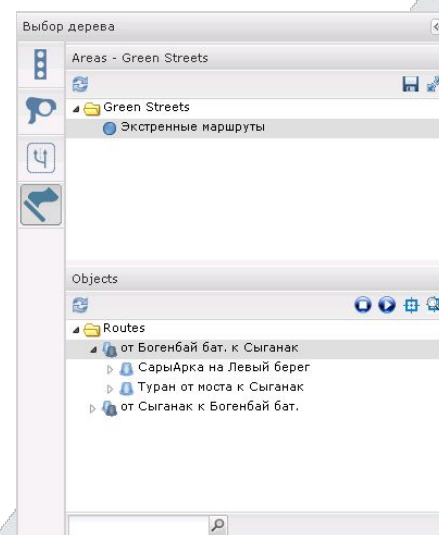 Выбор дерева
Areas - Green Streets
Green Streets
Экстренные маршруты
Objects
Routes
от Богенбай бат. к Сыганак
СарыАрка на Левый берег
Туран от моста к Сыганак
от Сыганак к Богенбай бат.